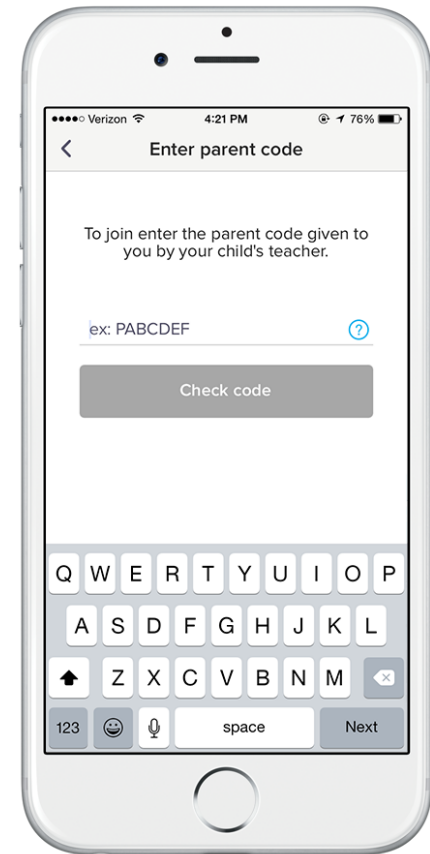 Verizon 4:21 PM 76%
Enter parent code
To join enter the parent code given to
you by your child's teacher.
ex: PABCDEF ?
Check code
Q W E R T Y U I O P
A S D F G H J K L
Z X C V B N M
123 space Next